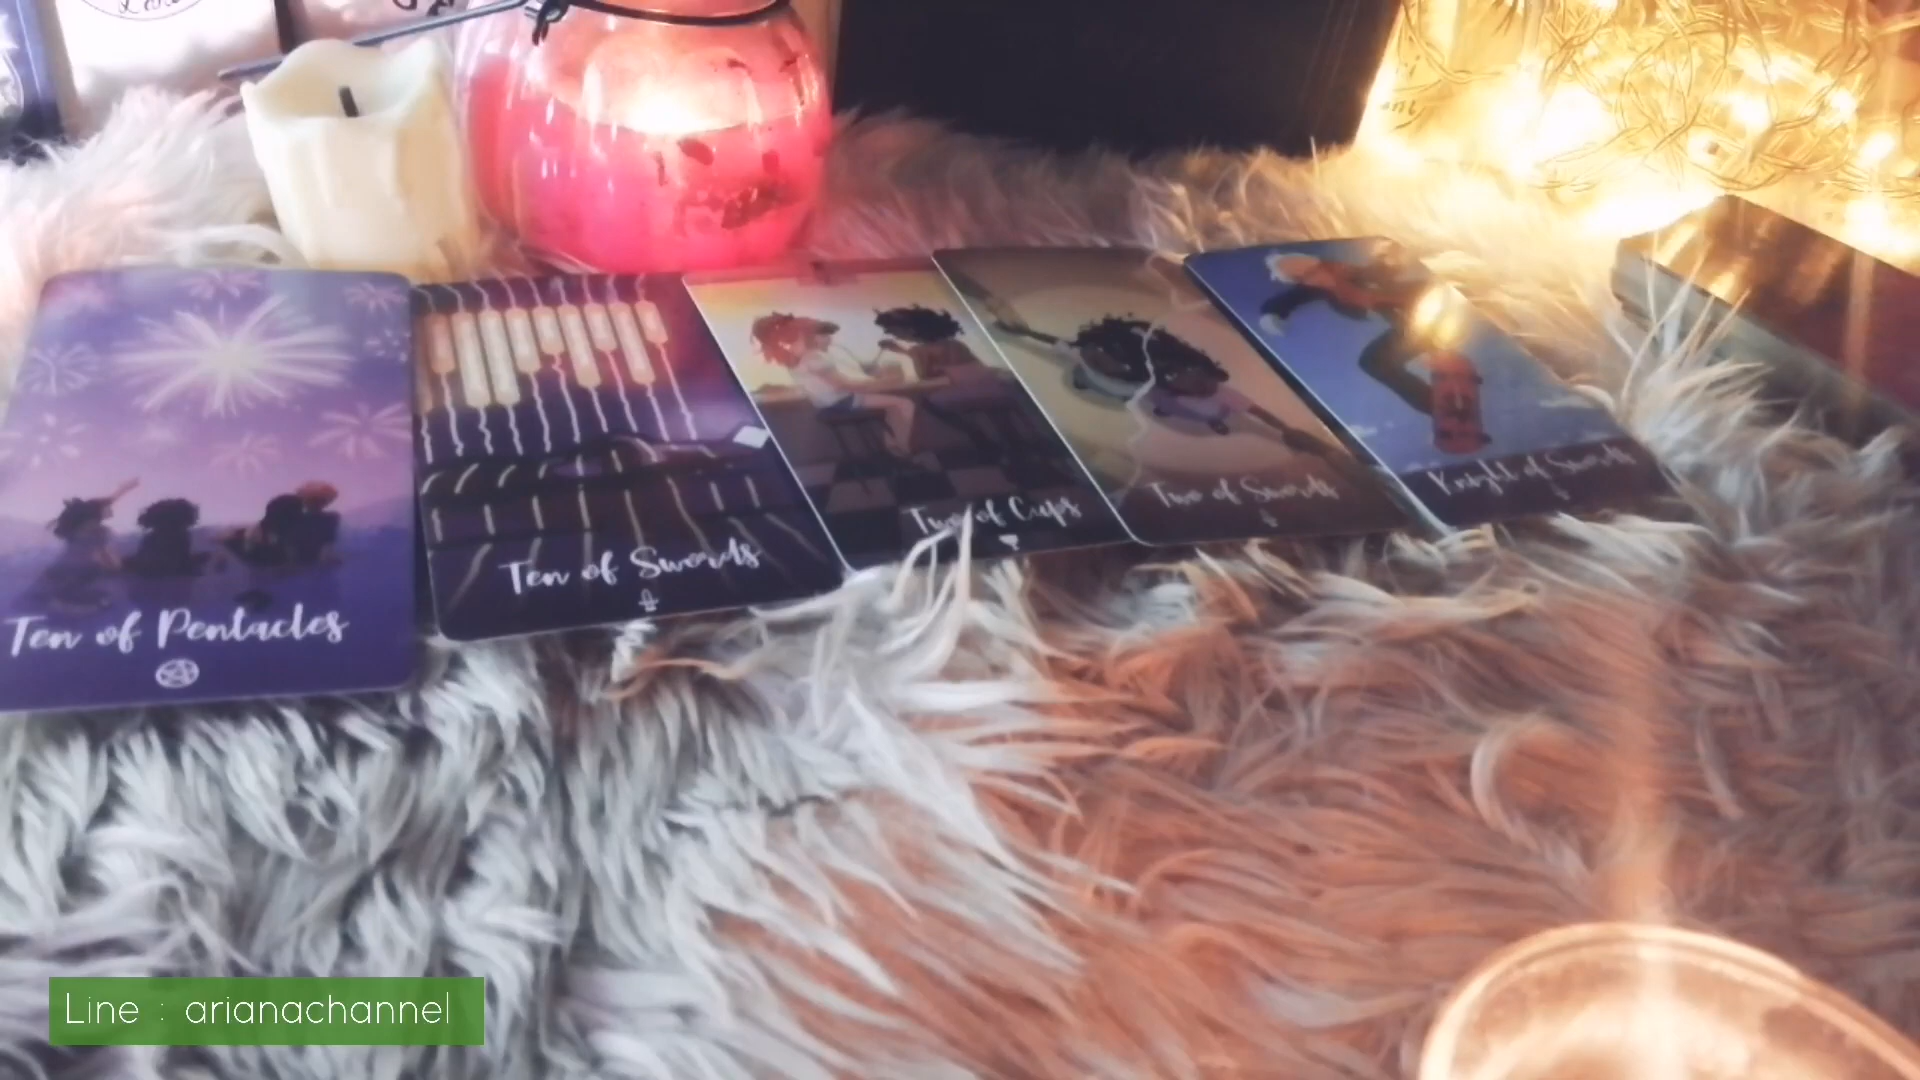 Ten of Pentacles
Ten of Swords
Two of Cups
Two of Swords
Knight of Swords
Line : arianachannel